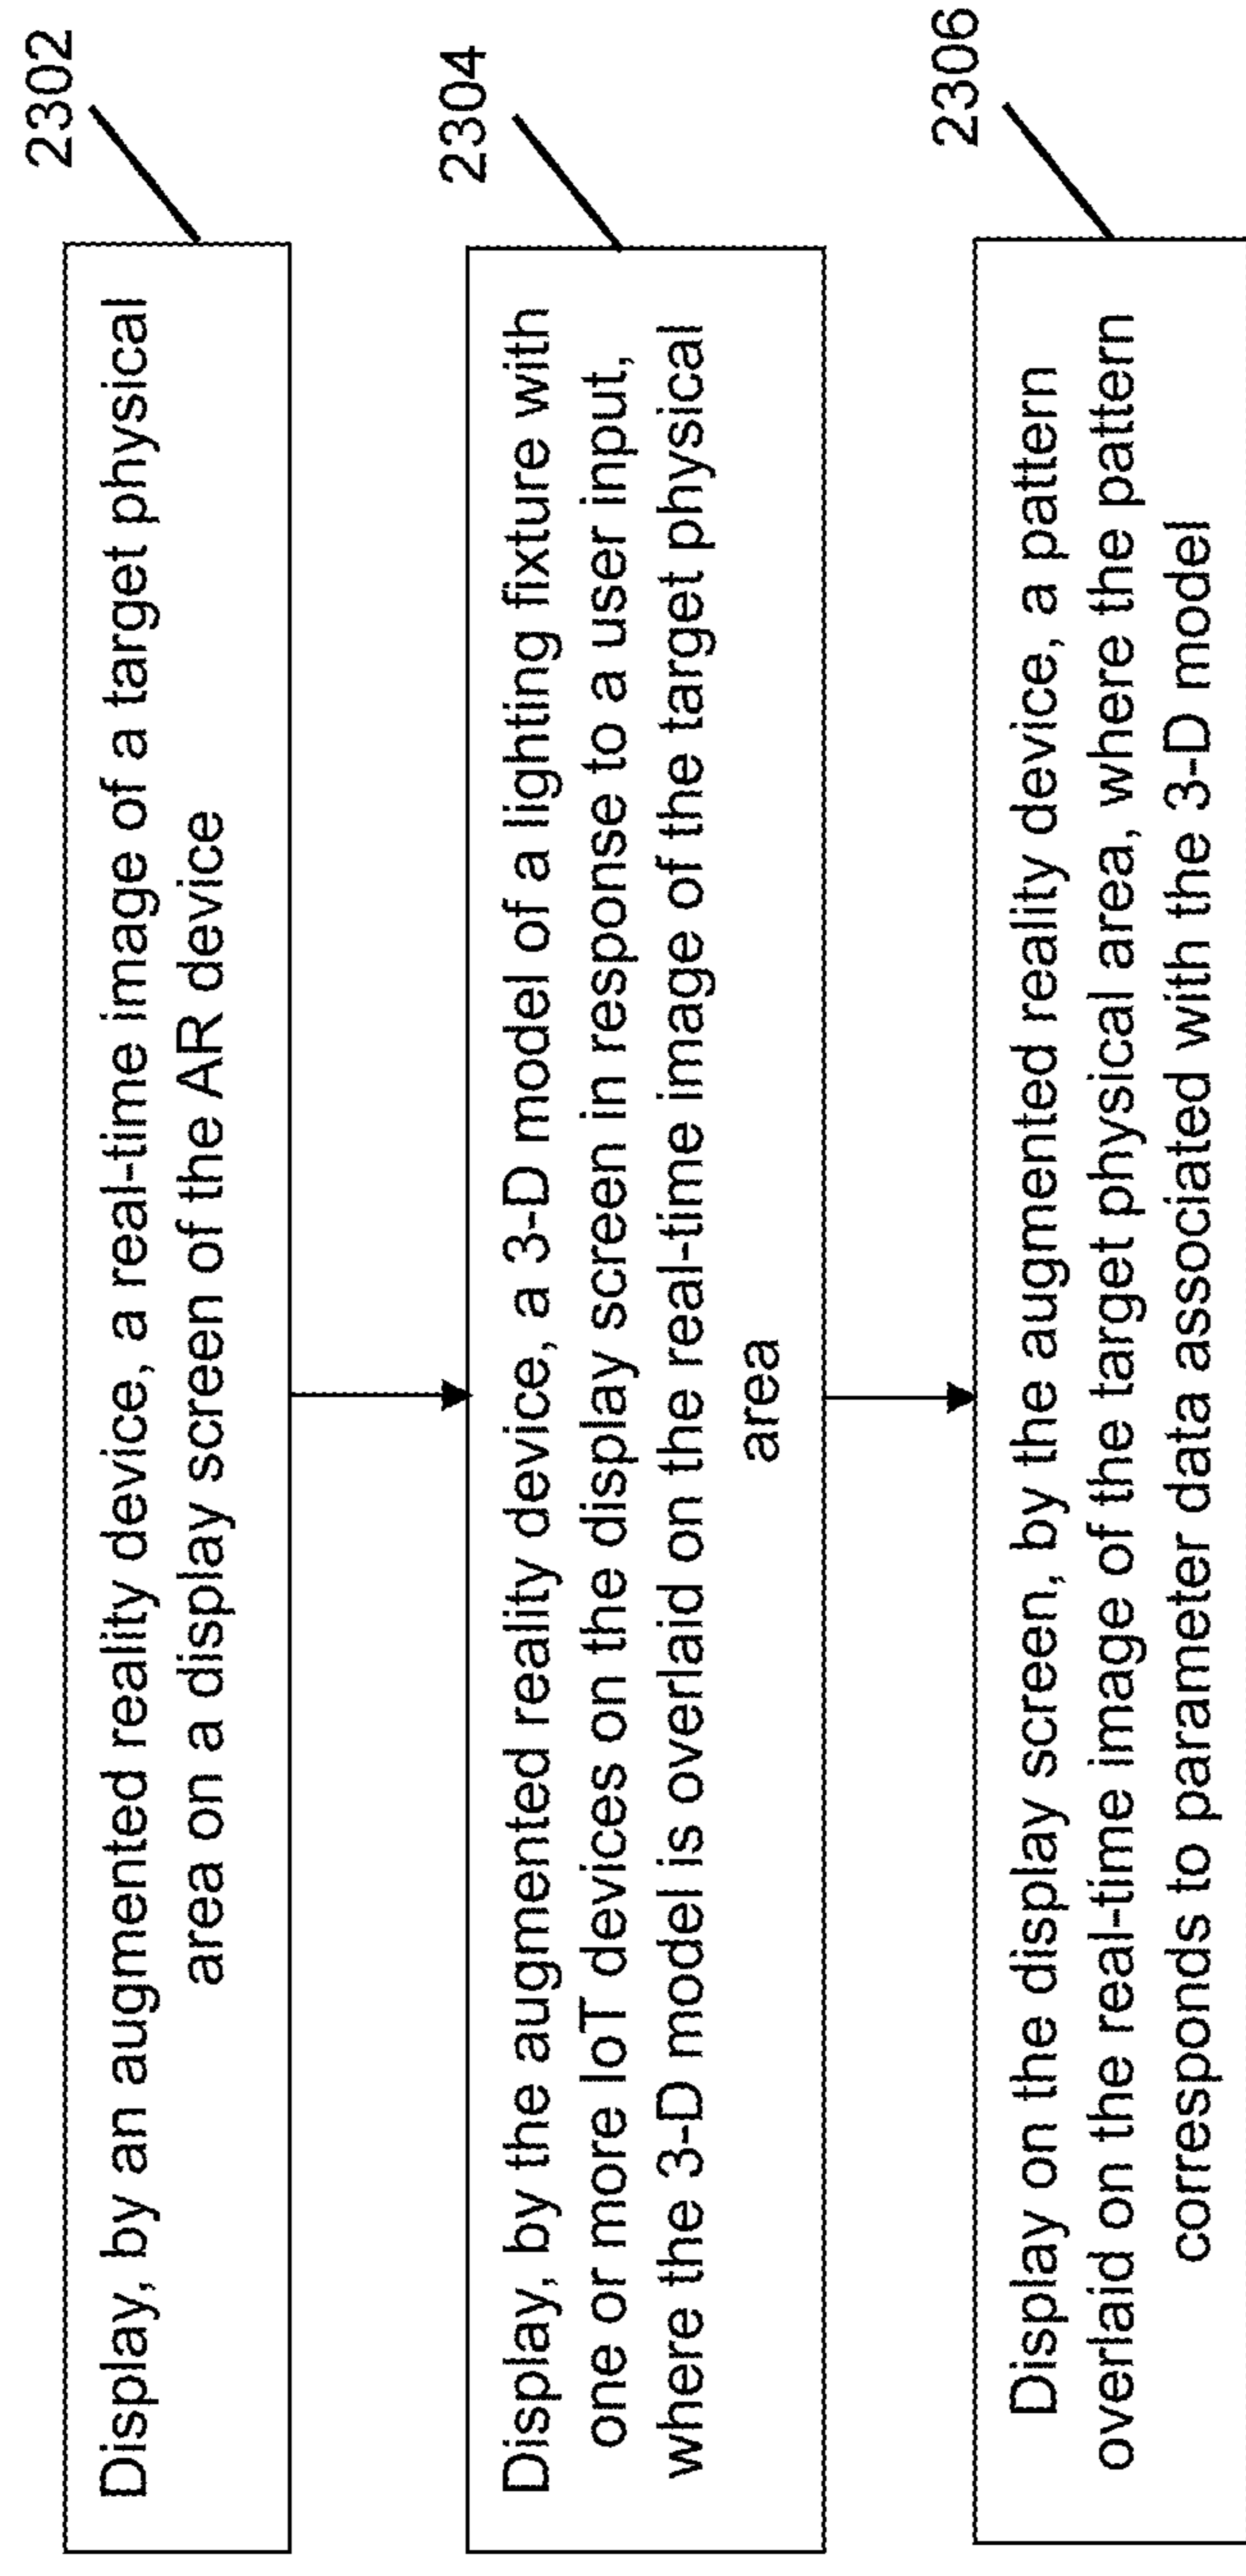 2302
Display, by an augmented reality device, a real-time image of a target physical
area on a display screen of the AR device
2304
Display, by the augmented reality device, a 3-D model of a lighting fixture with
one or more IoT devices on the display screen in response to a user input,
where the 3-D model is overlaid on the real-time image of the target physical
area
2306
Display on the display screen, by the augmented reality device, a pattern
overlaid on the real-time image of the target physical area, where the pattern
corresponds to parameter data associated with the 3-D model